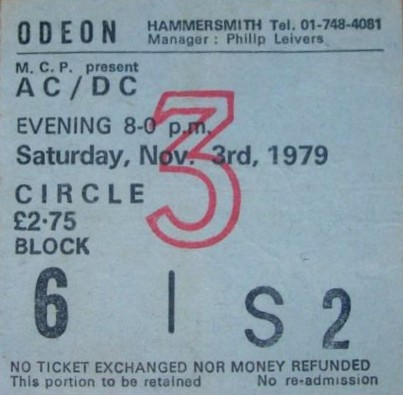 ODEON HAMMERSMITH Tel. 01-748-4081
Manager : Philip Leivers
M. C. P. present
AC/DC
EVENING 8-0 p.m.
3
Saturday, Nov. 3rd, 1979
CIRCLE
£2·75
BLOCK
6 | S 2
NO TICKET EXCHANGED NOR MONEY REFUNDED
This portion to be retained No re-admission